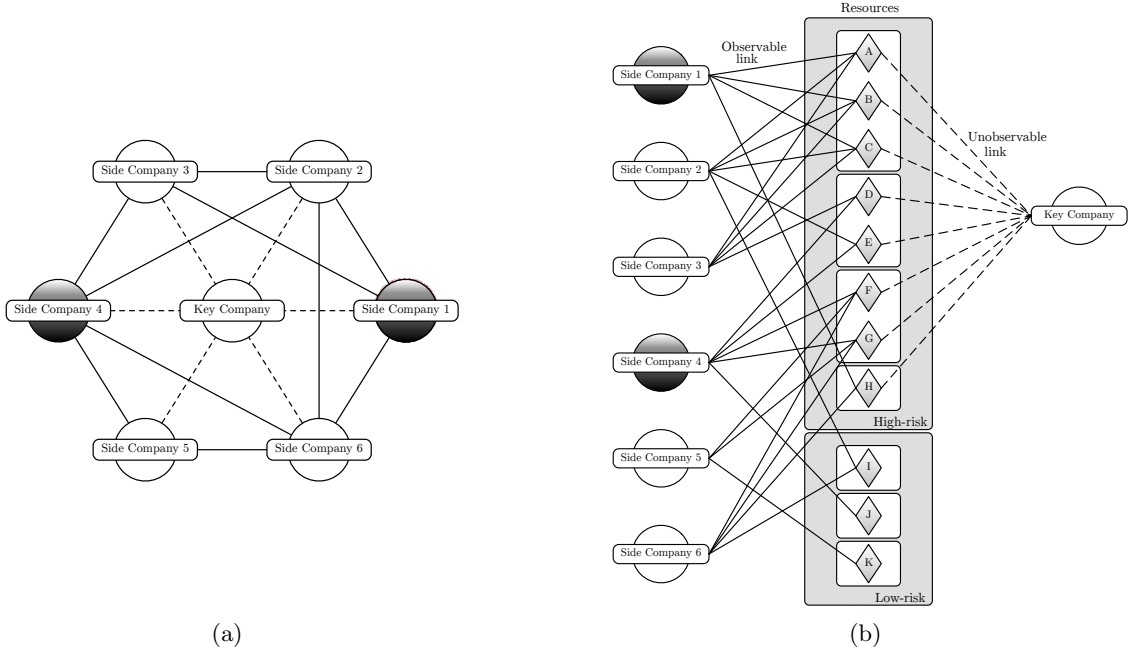 Side Company 3
Side Company 2
Side Company 4
Key Company
Side Company 1
Side Company 5
Side Company 6
(a)
Resources
Observable
link
Side Company 1
Side Company 2
Side Company 3
Side Company 4
Side Company 5
Side Company 6
A
B
C
D
E
F
G
H
High-risk
I
J
K
Low-risk
Unobservable
link
Key Company
(b)